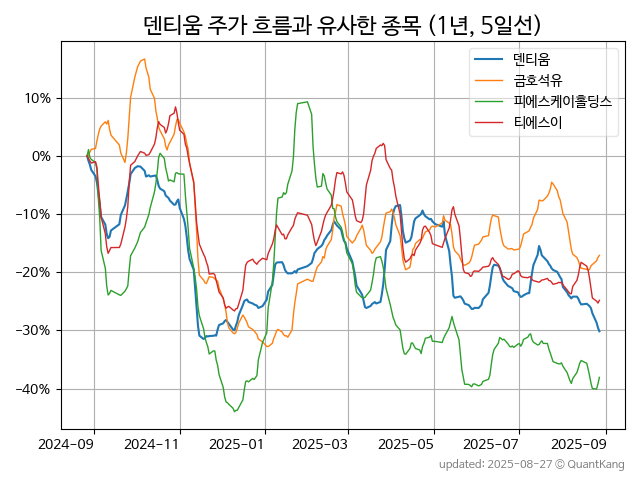 덴티움 주가 흐름과 유사한 종목 (1년, 5일선)
덴티움
금호석유
피에스케이홀딩스
티에스이
10%
0%
−10%
−20%
−30%
−40%
2024-09 2024-11 2025-01 2025-03 2025-05 2025-07 2025-09
updated: 2025-08-27 © QuantKang